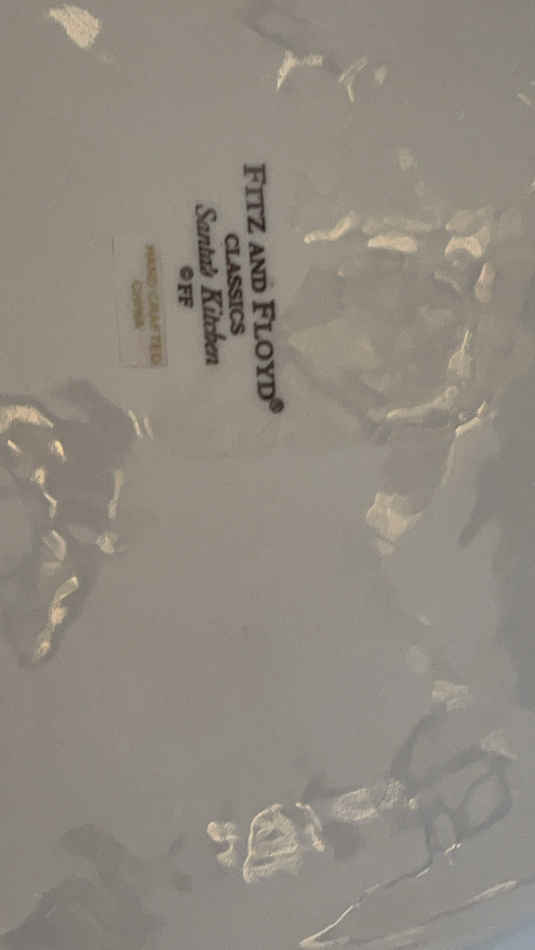 FITZ AND FLOYD®
CLASSICS
Santa's Kitchen
©FF
HAND CRAFTED
CHINA